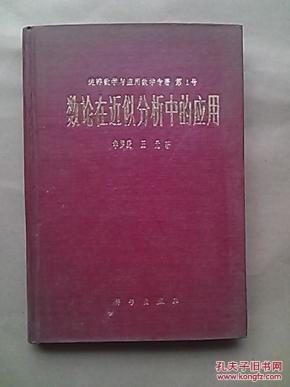 纯粹数学与应用数学专著 第1号
数论在近似分析中的应用
华罗庚 王元 著
科学出版社
孔夫子旧书网